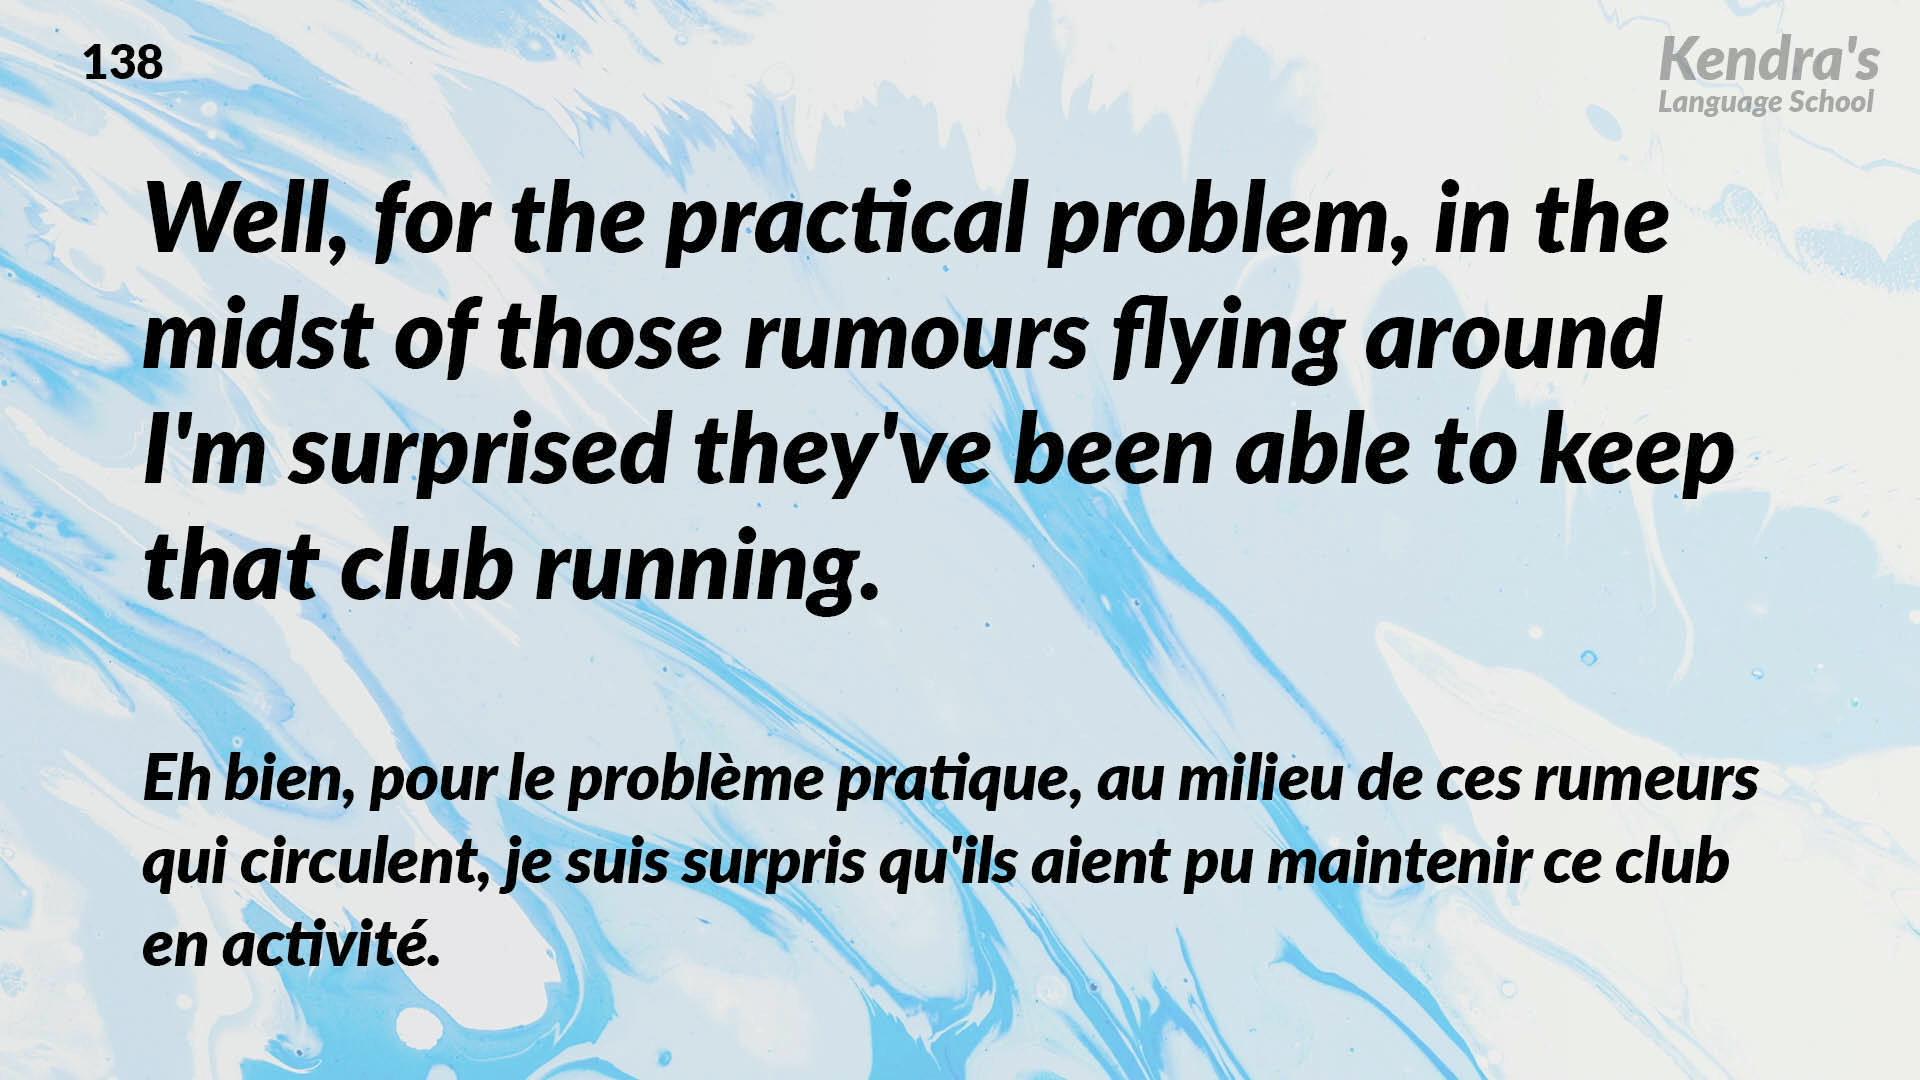 138
Kendra's
Language School
Well, for the practical problem, in the
midst of those rumours flying around
I'm surprised they've been able to keep
that club running.
Eh bien, pour le problème pratique, au milieu de ces rumeurs
qui circulent, je suis surpris qu'ils aient pu maintenir ce club
en activité.